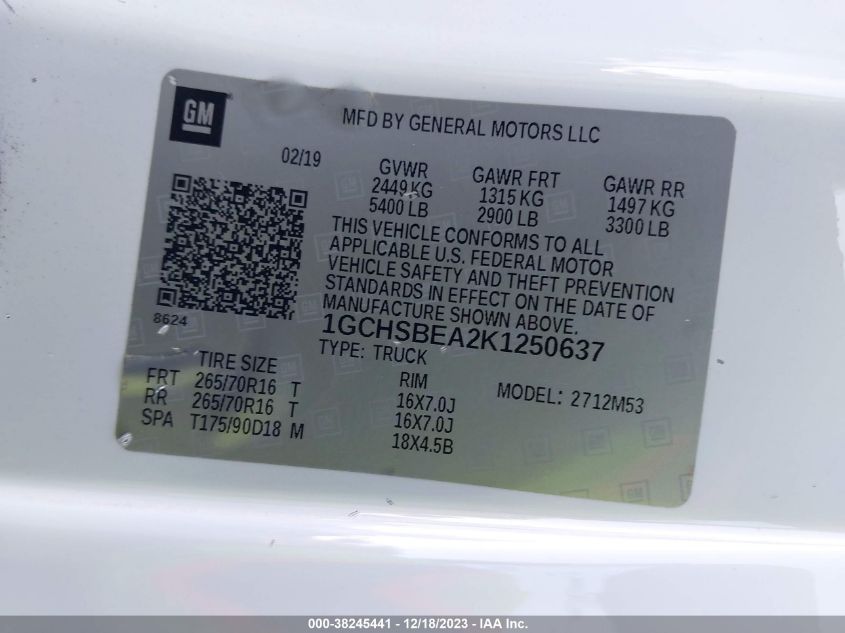 GM
MFD BY GENERAL MOTORS LLC
02/19
GVWR GAWR FRT GAWR RR
2449 KG 1315 KG 1497 KG
5400 LB 2900 LB 3300 LB
THIS VEHICLE CONFORMS TO ALL
APPLICABLE U.S. FEDERAL MOTOR
VEHICLE SAFETY AND THEFT PREVENTION
STANDARDS IN EFFECT ON THE DATE OF
MANUFACTURE SHOWN ABOVE.
8624
1GCHSBEA2K1250637
TYPE: TRUCK
TIRE SIZE RIM MODEL: 2712M53
FRT 265/70R16 T 16X7.0J
RR 265/70R16 T 16X7.0J
SPA T175/90D18 M 18X4.5B
000-38245441 - 12/18/2023 - IAA Inc.